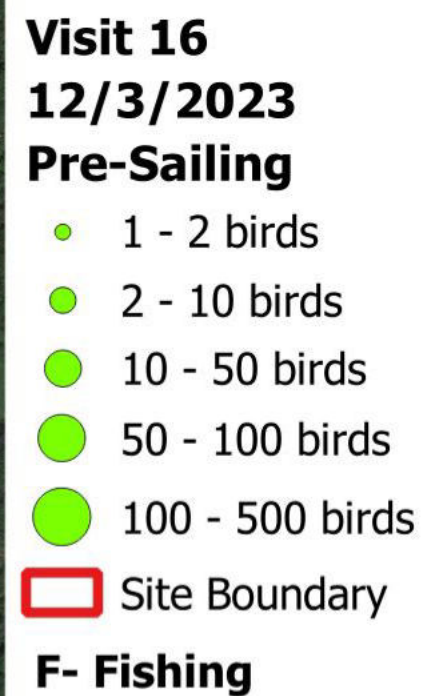 Visit 16
12/3/2023
Pre-Sailing
1 - 2 birds
2 - 10 birds
10 - 50 birds
50 - 100 birds
100 - 500 birds
Site Boundary
F- Fishing